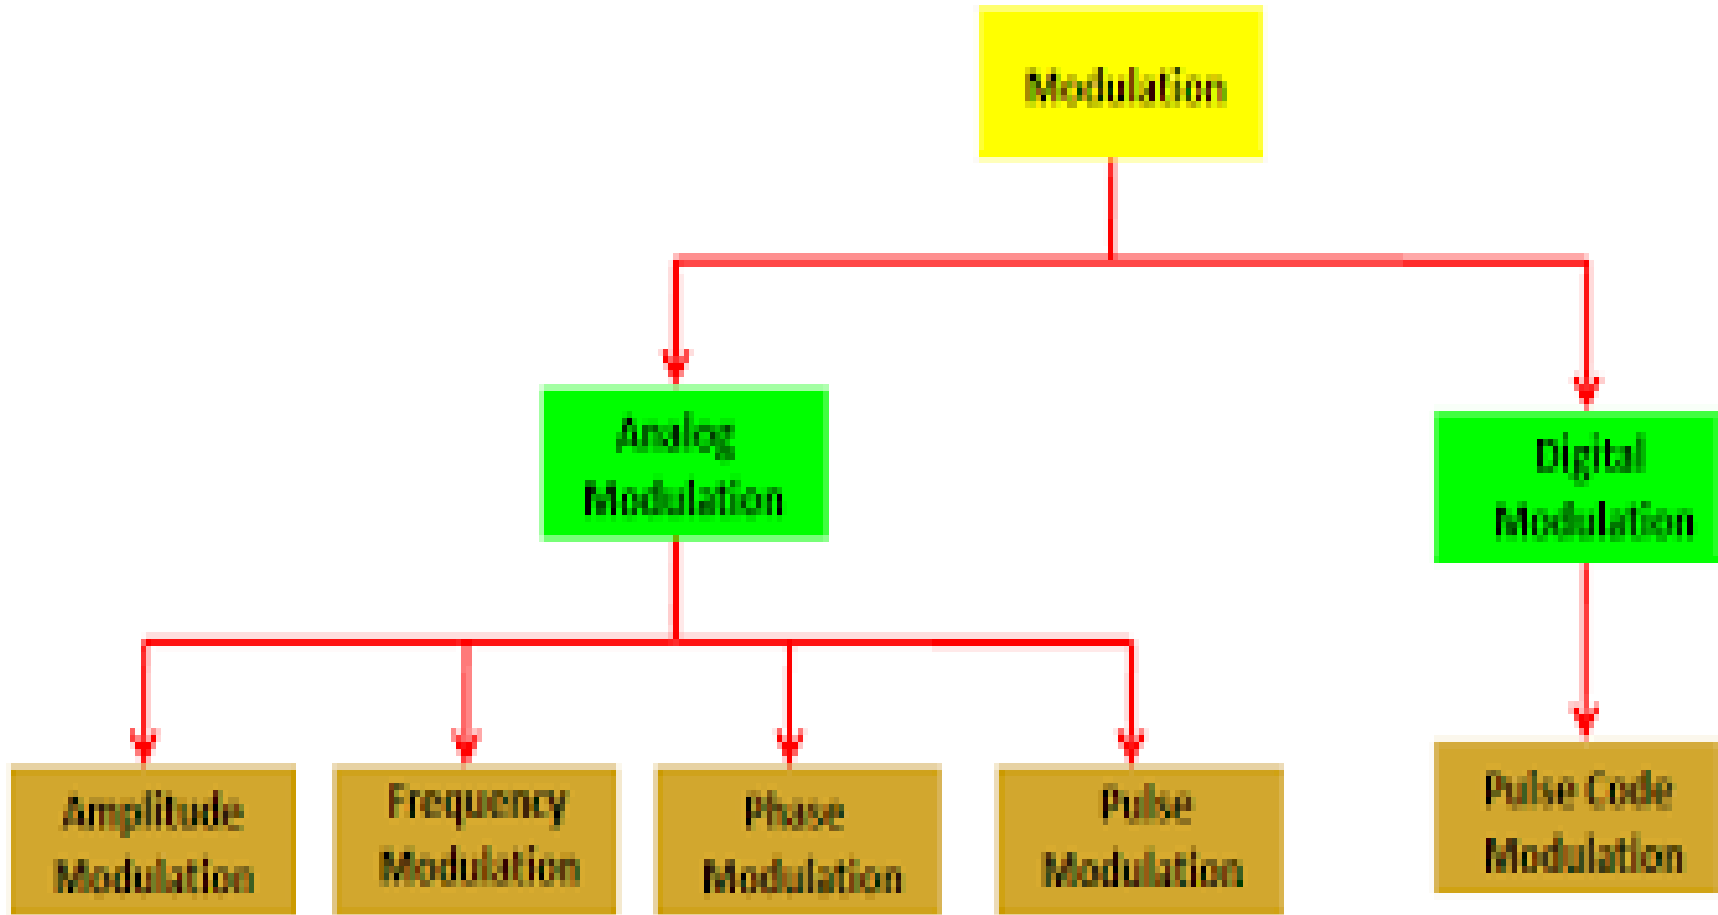 Modulation
Analog
Modulation
Digital
Modulation
Amplitude
Modulation
Frequency
Modulation
Phase
Modulation
Pulse
Modulation
Pulse Code
Modulation